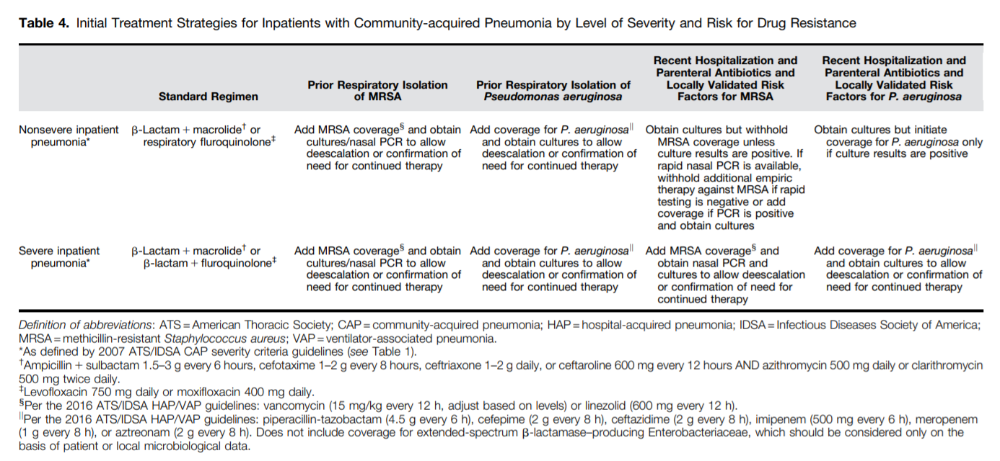 Table 4. Initial Treatment Strategies for Inpatients with Community-acquired Pneumonia by Level of Severity and Risk for Drug Resistance
Standard Regimen
Prior Respiratory Isolation
of MRSA
Prior Respiratory Isolation of
Pseudomonas aeruginosa
Recent Hospitalization and
Parenteral Antibiotics and
Locally Validated Risk
Factors for MRSA
Recent Hospitalization and
Parenteral Antibiotics and
Locally Validated Risk
Factors for P. aeruginosa
Nonsevere inpatient
pneumonia*
β-Lactam + macrolide† or
respiratory fluroquinolone‡
Add MRSA coverage§ and obtain
cultures/nasal PCR to allow
deescalation or confirmation of
need for continued therapy
Add coverage for P. aeruginosa||
and obtain cultures to allow
deescalation or confirmation of
need for continued therapy
Obtain cultures but withhold
MRSA coverage unless
culture results are positive. If
rapid nasal PCR is available,
withhold additional empiric
therapy against MRSA if rapid
testing is negative or add
coverage if PCR is positive
and obtain cultures
Obtain cultures but initiate
coverage for P. aeruginosa only
if culture results are positive
Severe inpatient
pneumonia*
β-Lactam + macrolide† or
β-lactam + fluroquinolone‡
Add MRSA coverage§ and obtain
cultures/nasal PCR to allow
deescalation or confirmation of
need for continued therapy
Add coverage for P. aeruginosa||
and obtain cultures to allow
deescalation or confirmation of
need for continued therapy
Add MRSA coverage§ and
obtain nasal PCR and
cultures to allow deescalation
or confirmation of need for
continued therapy
Add coverage for P. aeruginosa||
and obtain cultures to allow
deescalation or confirmation of
need for continued therapy
Definition of abbreviations: ATS = American Thoracic Society; CAP = community-acquired pneumonia; HAP = hospital-acquired pneumonia; IDSA = Infectious Diseases Society of America;
MRSA = methicillin-resistant Staphylococcus aureus; VAP = ventilator-associated pneumonia.
*As defined by 2007 ATS/IDSA CAP severity criteria guidelines (see Table 1).
†Ampicillin + sulbactam 1.5–3 g every 6 hours, cefotaxime 1–2 g every 8 hours, ceftriaxone 1–2 g daily, or ceftaroline 600 mg every 12 hours AND azithromycin 500 mg daily or clarithromycin
500 mg twice daily.
‡Levofloxacin 750 mg daily or moxifloxacin 400 mg daily.
§Per the 2016 ATS/IDSA HAP/VAP guidelines: vancomycin (15 mg/kg every 12 h, adjust based on levels) or linezolid (600 mg every 12 h).
||Per the 2016 ATS/IDSA HAP/VAP guidelines: piperacillin-tazobactam (4.5 g every 6 h), cefepime (2 g every 8 h), ceftazidime (2 g every 8 h), imipenem (500 mg every 6 h), meropenem
(1 g every 8 h), or aztreonam (2 g every 8 h). Does not include coverage for extended-spectrum β-lactamase–producing Enterobacteriaceae, which should be considered only on the
basis of patient or local microbiological data.